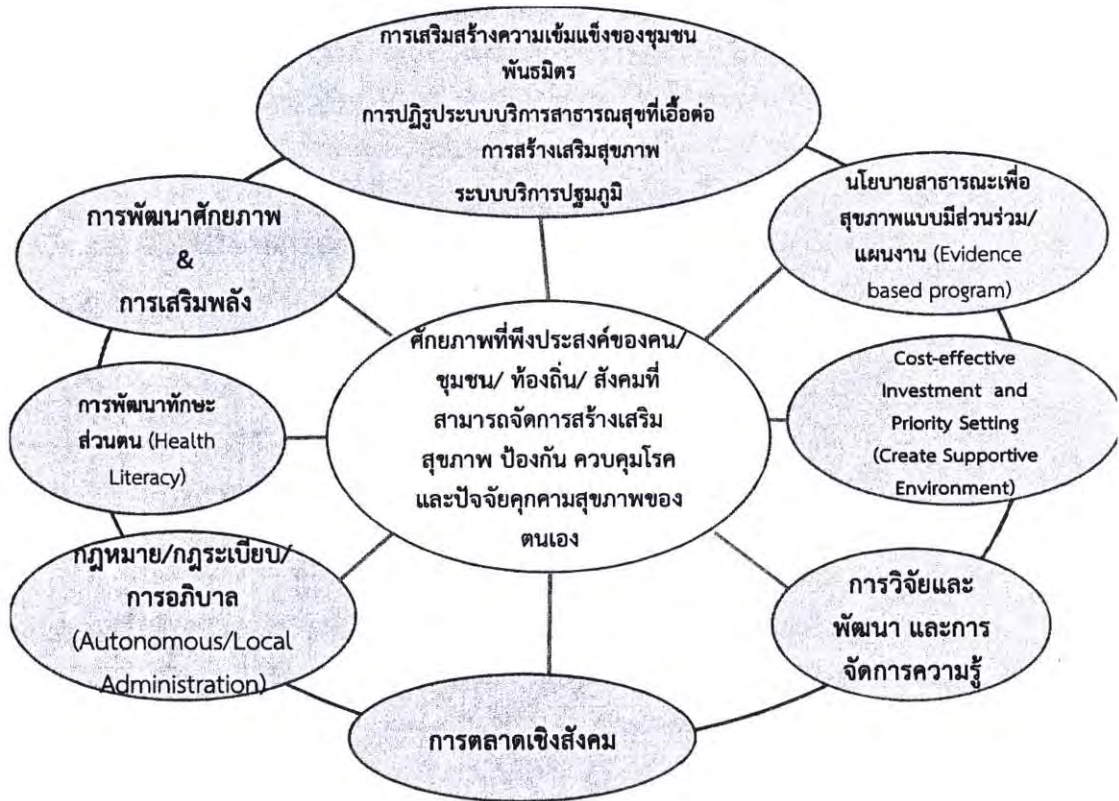 การเสริมสร้างความเข้มแข็งของชุมชน
พันธมิตร
การปฏิรูประบบบริการสาธารณสุขที่เอื้อต่อ
การสร้างเสริมสุขภาพ
ระบบบริการปฐมภูมิ
นโยบายสาธารณะเพื่อ
สุขภาพแบบมีส่วนร่วม/
แผนงาน (Evidence
based program)
Cost-effective
Investment and
Priority Setting
(Create Supportive
Environment)
การวิจัยและ
พัฒนา และการ
จัดการความรู้
การตลาดเชิงสังคม
กฎหมาย/กฎระเบียบ/
การอภิบาล
(Autonomous/Local
Administration)
การพัฒนาทักษะ
ส่วนตน (Health
Literacy)
การพัฒนาศักยภาพ
&
การเสริมพลัง
ศักยภาพที่พึงประสงค์ของคน/
ชุมชน/ ท้องถิ่น/ สังคมที่
สามารถจัดการสร้างเสริม
สุขภาพ ป้องกัน ควบคุมโรค
และปัจจัยคุกคามสุขภาพของ
ตนเอง